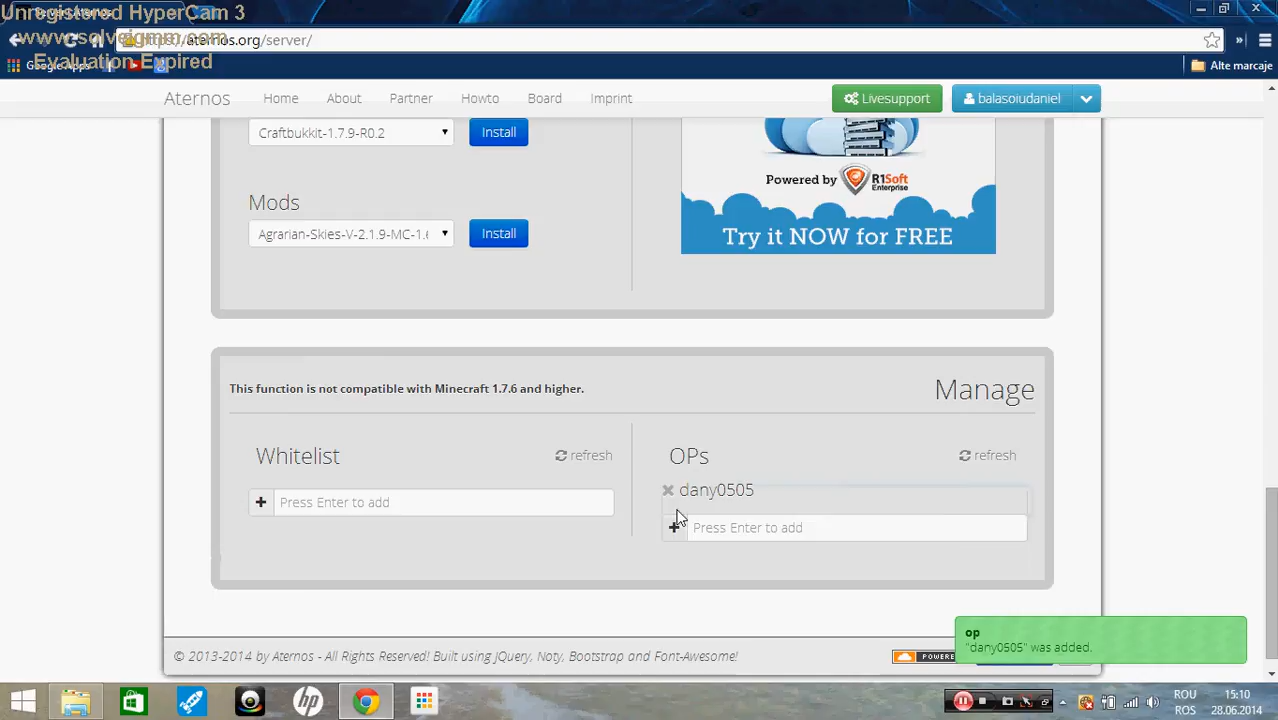 Unregistered HyperCam 3
www.solveigmm.com
Evaluation Expired
aternos.org/server/
Google Apps
Alte marcaje
Aternos
Home
About
Partner
Howto
Board
Imprint
Livesupport
balasoiudaniel
Craftbukkit-1.7.9-R0.2
Install
Mods
Agrarian-Skies-V-2.1.9-MC-1.6
Install
Powered by R1Soft
Enterprise
Try it NOW for FREE
This function is not compatible with Minecraft 1.7.6 and higher.
Manage
Whitelist
refresh
Press Enter to add
OPs
refresh
dany0505
Press Enter to add
op
"dany0505" was added.
© 2013-2014 by Aternos! All Rights Reserved! Built using JQuery, Noty, Bootstrap and Font-Awesome!
POWERE
hp
ROU
ROS
15:10
28.06.2014